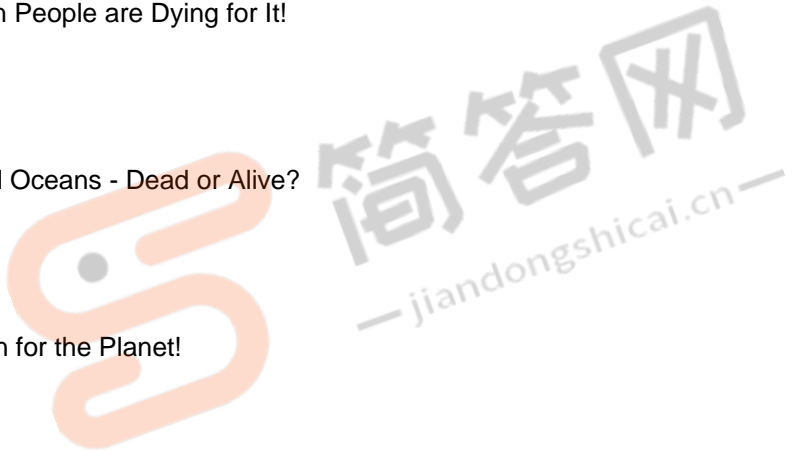 n People are Dying for It!
l Oceans - Dead or Alive?
n for the Planet!
简答网
jiandongshicai.cn